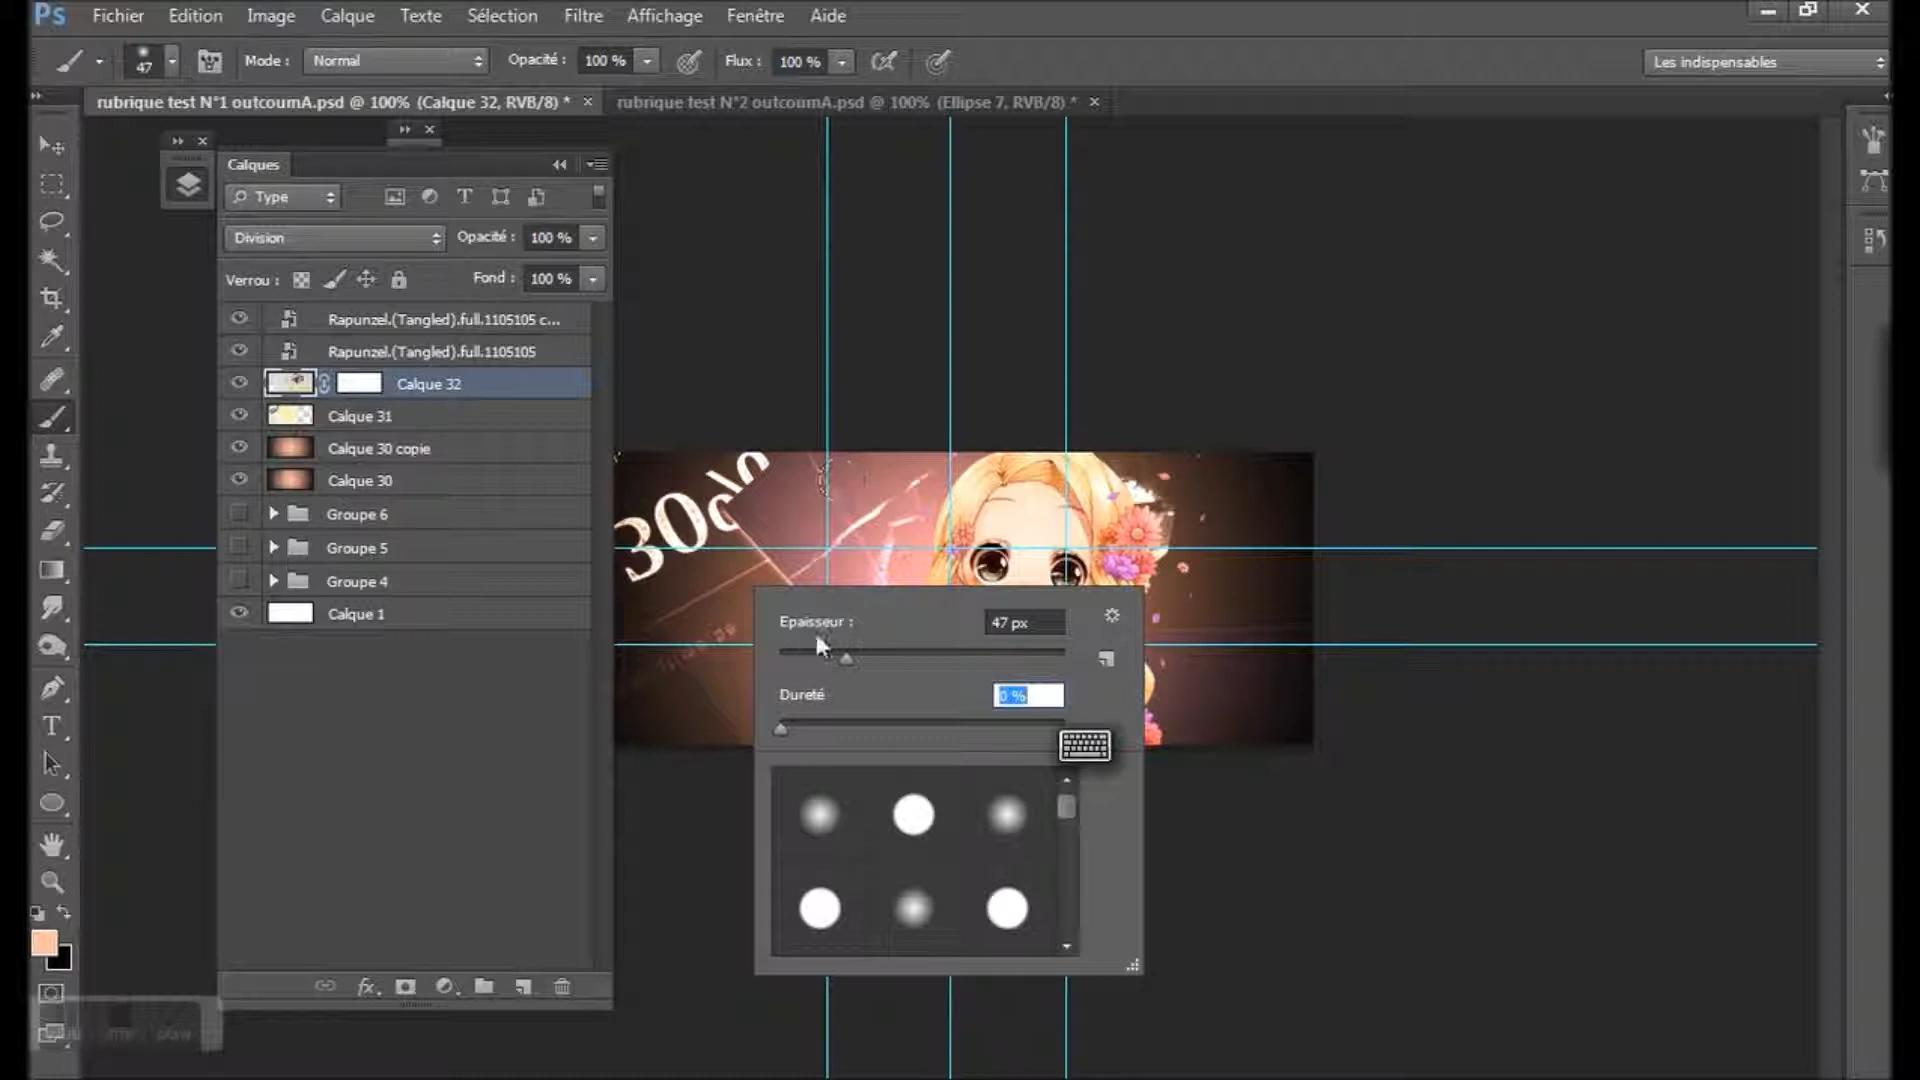 Ps Fichier Edition Image Calque Texte Sélection Filtre Affichage Fenêtre Aide
47 Mode : Normal Opacité : 100 % Flux : 100 % Les indispensables
rubrique test N°1 outcoumA.psd @ 100% (Calque 32, RVB/8) * × rubrique test N°2 outcoumA.psd @ 100% (Ellipse 7, RVB/8) * ×
Calques
Type
Division Opacité : 100 %
Verrou : Fond : 100 %
Rapunzel.(Tangled).full.1105105 c...
Rapunzel.(Tangled).full.1105105
Calque 32
Calque 31
Calque 30 copie
Calque 30
Groupe 6
Groupe 5
Groupe 4
Calque 1
Epaisseur : 47 px
Dureté 0 %